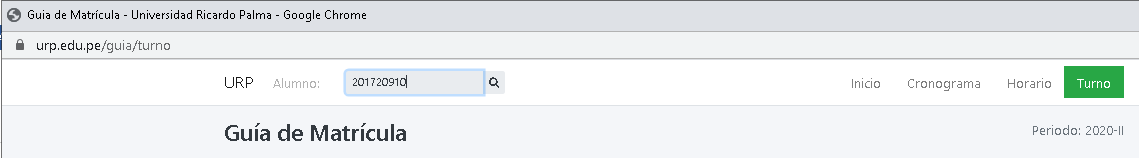 Guia de Matrícula - Universidad Ricardo Palma - Google Chrome
urp.edu.pe/guia/turno
URP Alumno: 201720910 Inicio Cronograma Horario Turno
Guía de Matrícula Periodo: 2020-II